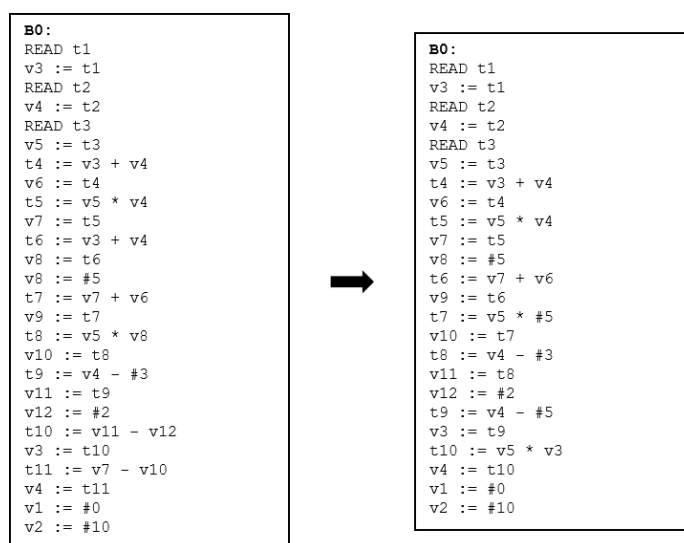 B0:
READ t1
v3 := t1
READ t2
v4 := t2
READ t3
v5 := t3
t4 := v3 + v4
v6 := t4
t5 := v5 * v4
v7 := t5
t6 := v3 + v4
v8 := t6
v8 := #5
t7 := v7 + v6
v9 := t7
t8 := v5 * v8
v10 := t8
t9 := v4 – #3
v11 := t9
v12 := #2
t10 := v11 – v12
v3 := t10
t11 := v7 – v10
v4 := t11
v1 := #0
v2 := #10
B0:
READ t1
v3 := t1
READ t2
v4 := t2
READ t3
v5 := t3
t4 := v3 + v4
v6 := t4
t5 := v5 * v4
v7 := t5
v8 := #5
t6 := v7 + v6
v9 := t6
t7 := v5 * #5
v10 := t7
t8 := v4 – #3
v11 := t8
v12 := #2
t9 := v4 – #5
v3 := t9
t10 := v5 * v3
v4 := t10
v1 := #0
v2 := #10